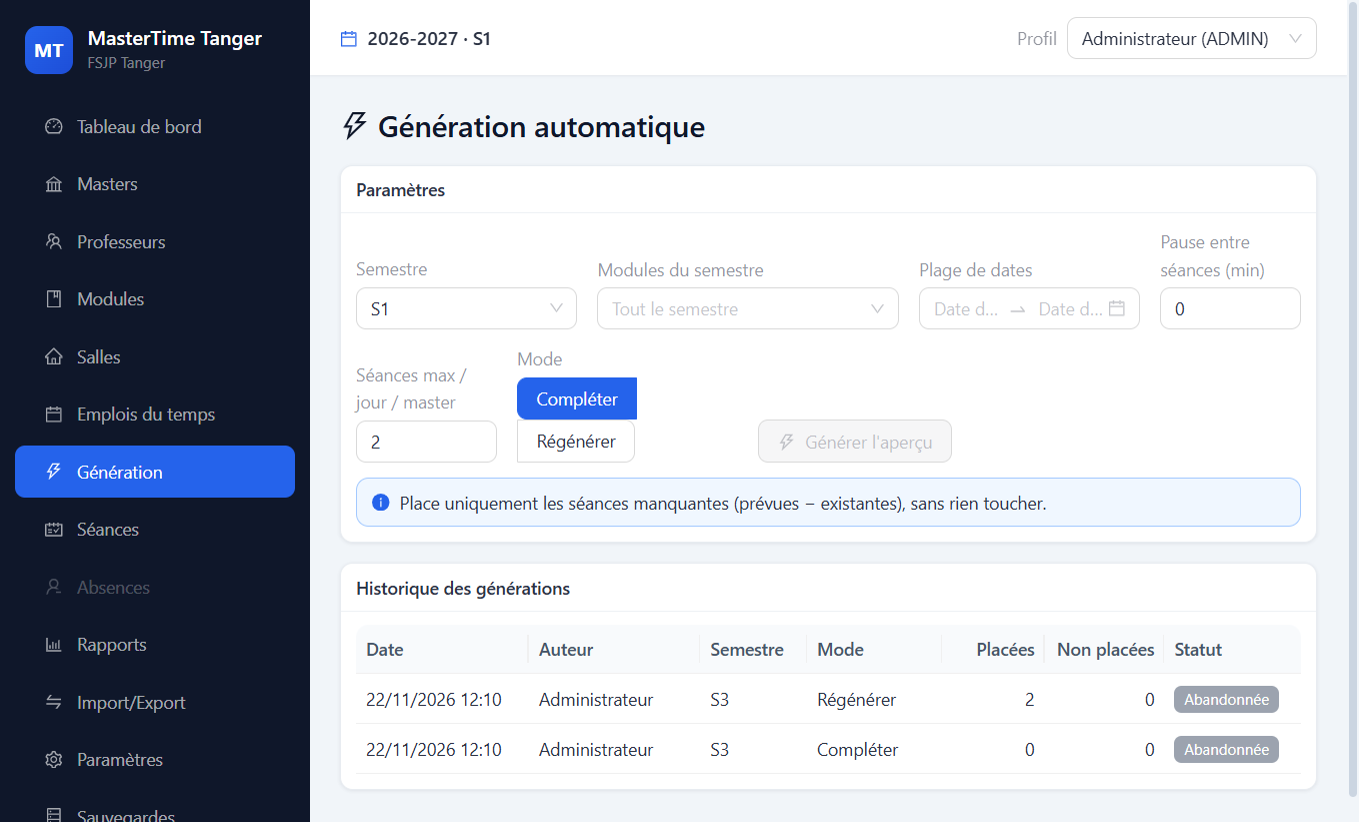 MT
MasterTime Tanger
FSJP Tanger
Tableau de bord
Masters
Professeurs
Modules
Salles
Emplois du temps
Génération
Séances
Absences
Rapports
Import/Export
Paramètres
Sauvegardes
2026-2027 · S1
Profil
Administrateur (ADMIN)
Génération automatique
Paramètres
Semestre
S1
Modules du semestre
Tout le semestre
Plage de dates
Date d... Date d...
Pause entre
séances (min)
0
Séances max /
jour / master
2
Mode
Compléter
Régénérer
Générer l'aperçu
Place uniquement les séances manquantes (prévues − existantes), sans rien toucher.
Historique des générations
Date Auteur Semestre Mode Placées Non placées Statut
22/11/2026 12:10 Administrateur S3 Régénérer 2 0 Abandonnée
22/11/2026 12:10 Administrateur S3 Compléter 0 0 Abandonnée